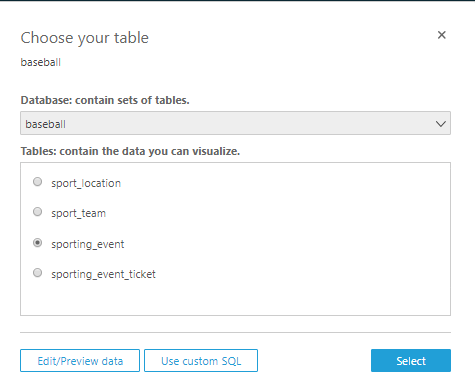 Choose your table
baseball
Database: contain sets of tables.
baseball
Tables: contain the data you can visualize.
sport_location
sport_team
sporting_event
sporting_event_ticket
Edit/Preview data
Use custom SQL
Select